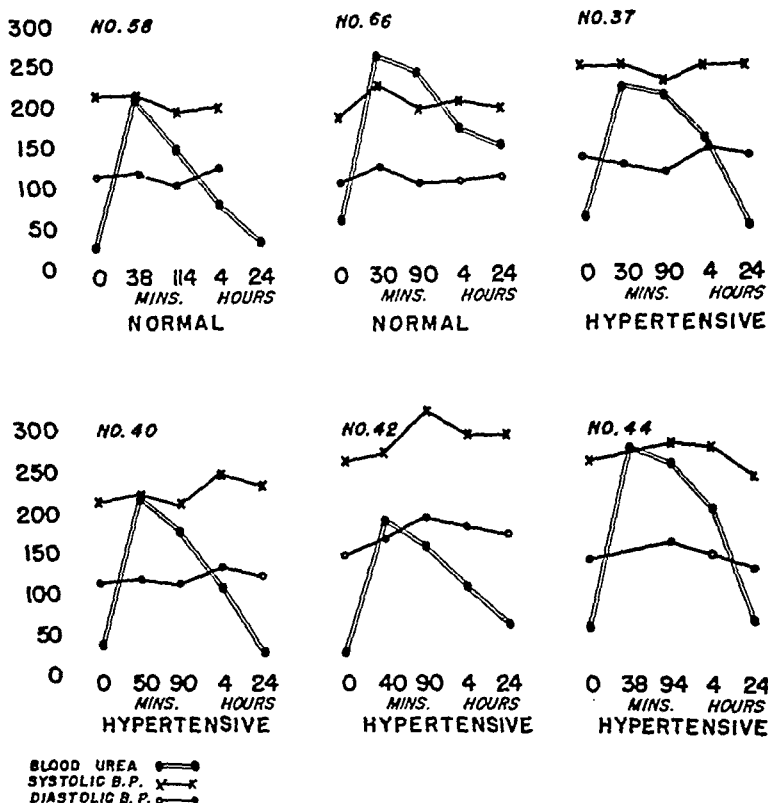 300 NO. 58 NO. 66 NO. 37
250
200
150
100
50
0
0 38 114 4 24 0 30 90 4 24 0 30 90 4 24
MINS. HOURS MINS. HOURS MINS. HOURS
NORMAL NORMAL HYPERTENSIVE
300 NO. 40 NO. 42 NO. 44
250
200
150
100
50
0
0 50 90 4 24 0 40 90 4 24 0 38 94 4 24
MINS. HOURS MINS. HOURS MINS. HOURS
HYPERTENSIVE HYPERTENSIVE HYPERTENSIVE
BLOOD UREA
SYSTOLIC B.P.
DIASTOLIC B.P.